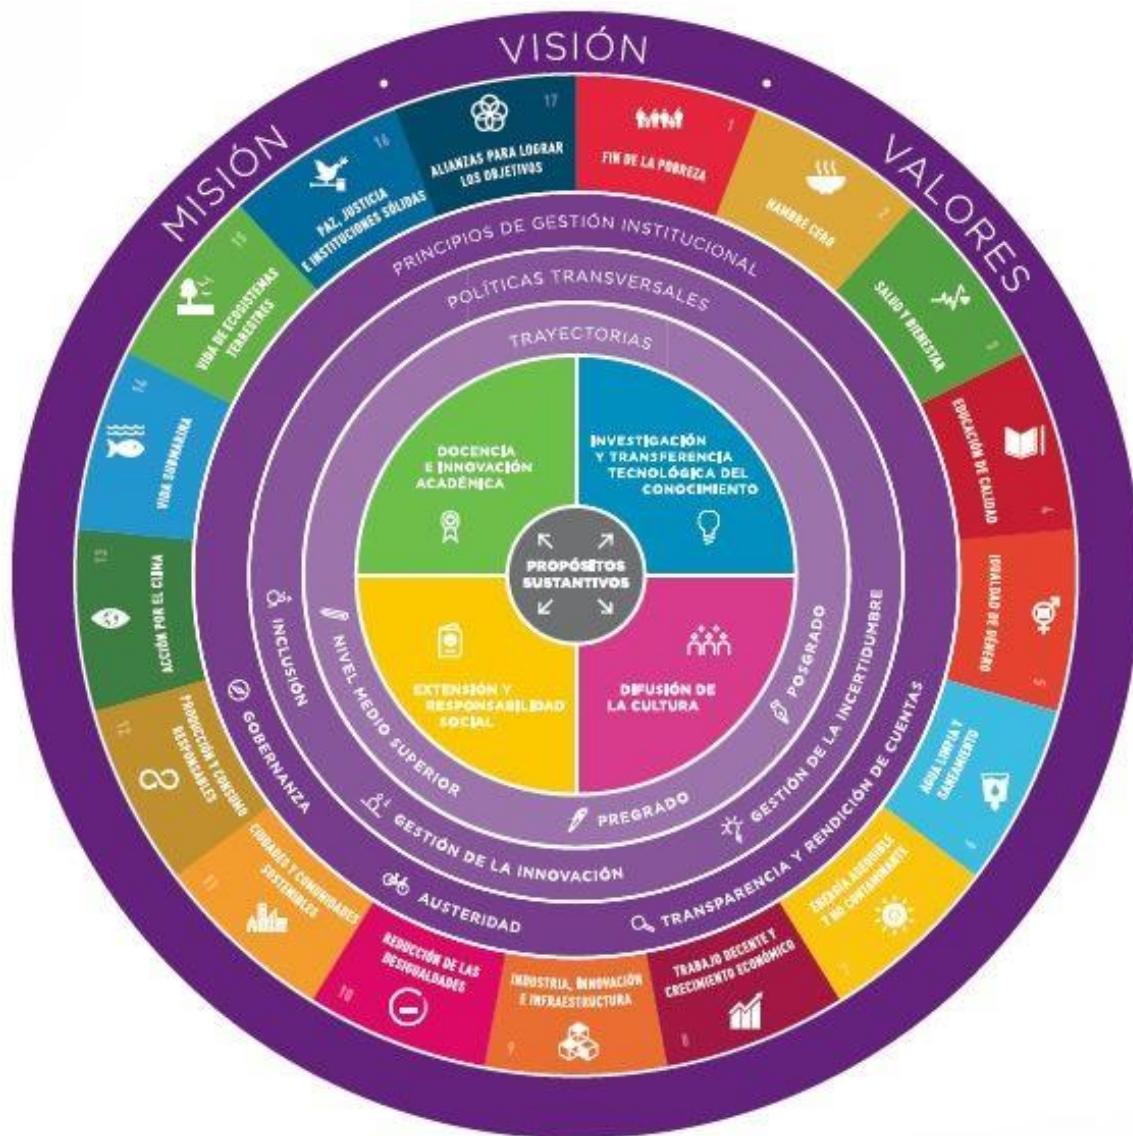 VISIÓN
MISIÓN
VALORES
1
FIN DE LA POBREZA
2
HAMBRE CERO
3
SALUD Y BIENESTAR
4
EDUCACIÓN DE CALIDAD
5
IGUALDAD DE GÉNERO
6
AGUA LIMPIA Y
SANEAMIENTO
7
ENERGÍA ASEQUIBLE
Y NO CONTAMINANTE
8
TRABAJO DECENTE Y
CRECIMIENTO ECONÓMICO
9
INDUSTRIA, INNOVACIÓN
E INFRAESTRUCTURA
10
REDUCCIÓN DE LAS
DESIGUALDADES
11
CIUDADES Y COMUNIDADES
SOSTENIBLES
12
PRODUCCIÓN Y CONSUMO
RESPONSABLES
13
ACCIÓN POR EL CLIMA
14
VIDA SUBMARINA
15
VIDA DE ECOSISTEMAS
TERRESTRES
16
PAZ, JUSTICIA
E INSTITUCIONES SÓLIDAS
17
ALIANZAS PARA LOGRAR
LOS OBJETIVOS
PRINCIPIOS DE GESTIÓN INSTITUCIONAL
GOBERNANZA
AUSTERIDAD
TRANSPARENCIA Y RENDICIÓN DE CUENTAS
POLÍTICAS TRANSVERSALES
INCLUSIÓN
GESTIÓN DE LA INNOVACIÓN
GESTIÓN DE LA INCERTIDUMBRE
TRAYECTORIAS
NIVEL MEDIO SUPERIOR
PREGRADO
POSGRADO
DOCENCIA
E INNOVACIÓN
ACADÉMICA
INVESTIGACIÓN
Y TRANSFERENCIA
TECNOLÓGICA DEL
CONOCIMIENTO
PROPÓSITOS
SUSTANTIVOS
EXTENSIÓN Y
RESPONSABILIDAD
SOCIAL
DIFUSIÓN DE
LA CULTURA